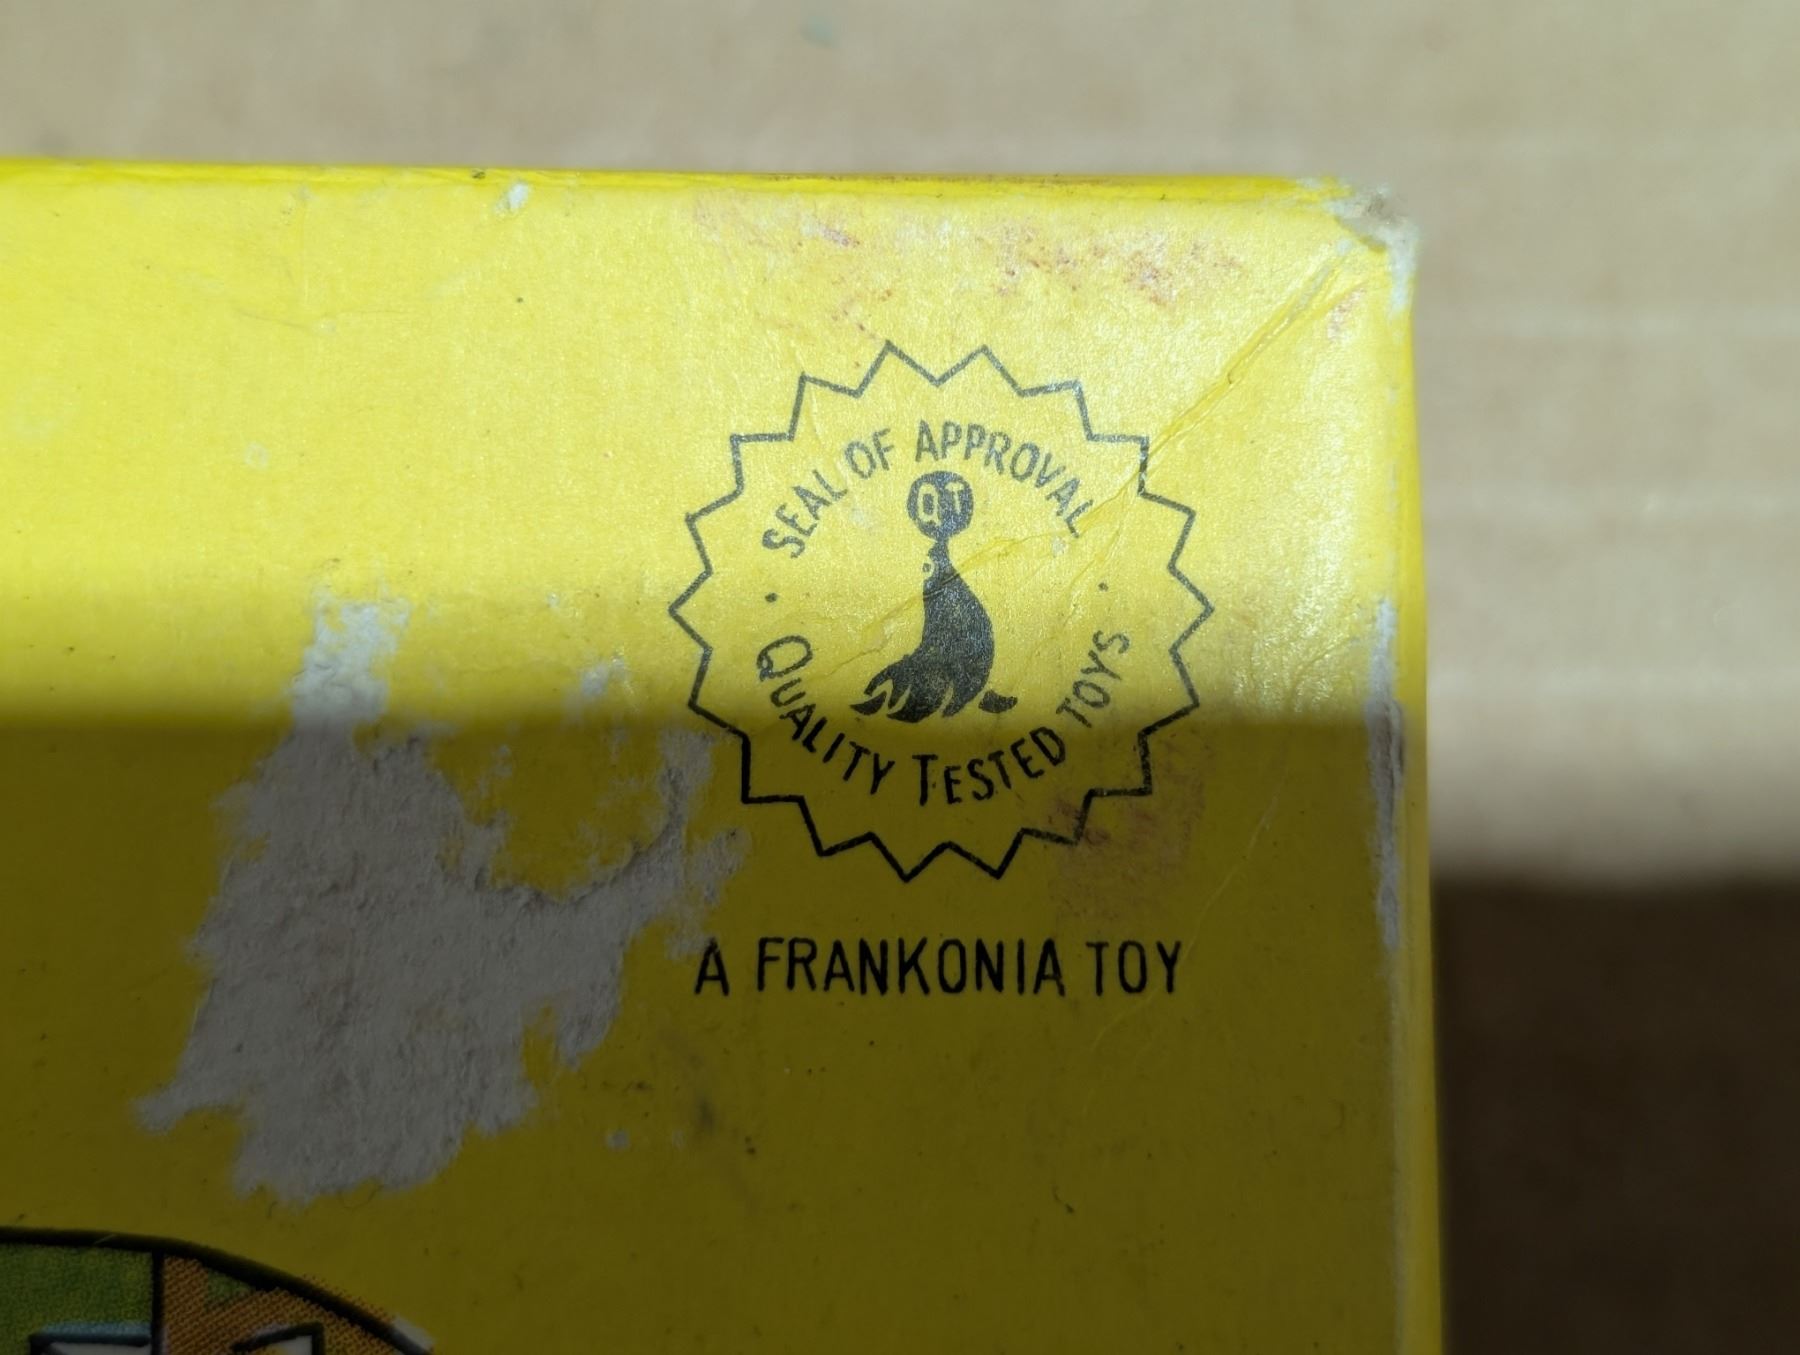 SEAL OF APPROVAL
QT
QUALITY TESTED TOYS
A FRANKONIA TOY